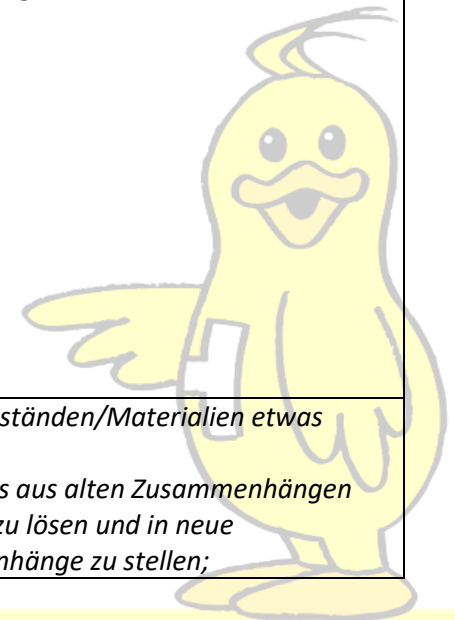 ständen/Materialien etwas
s aus alten Zusammenhängen
zu lösen und in neue
nhänge zu stellen;